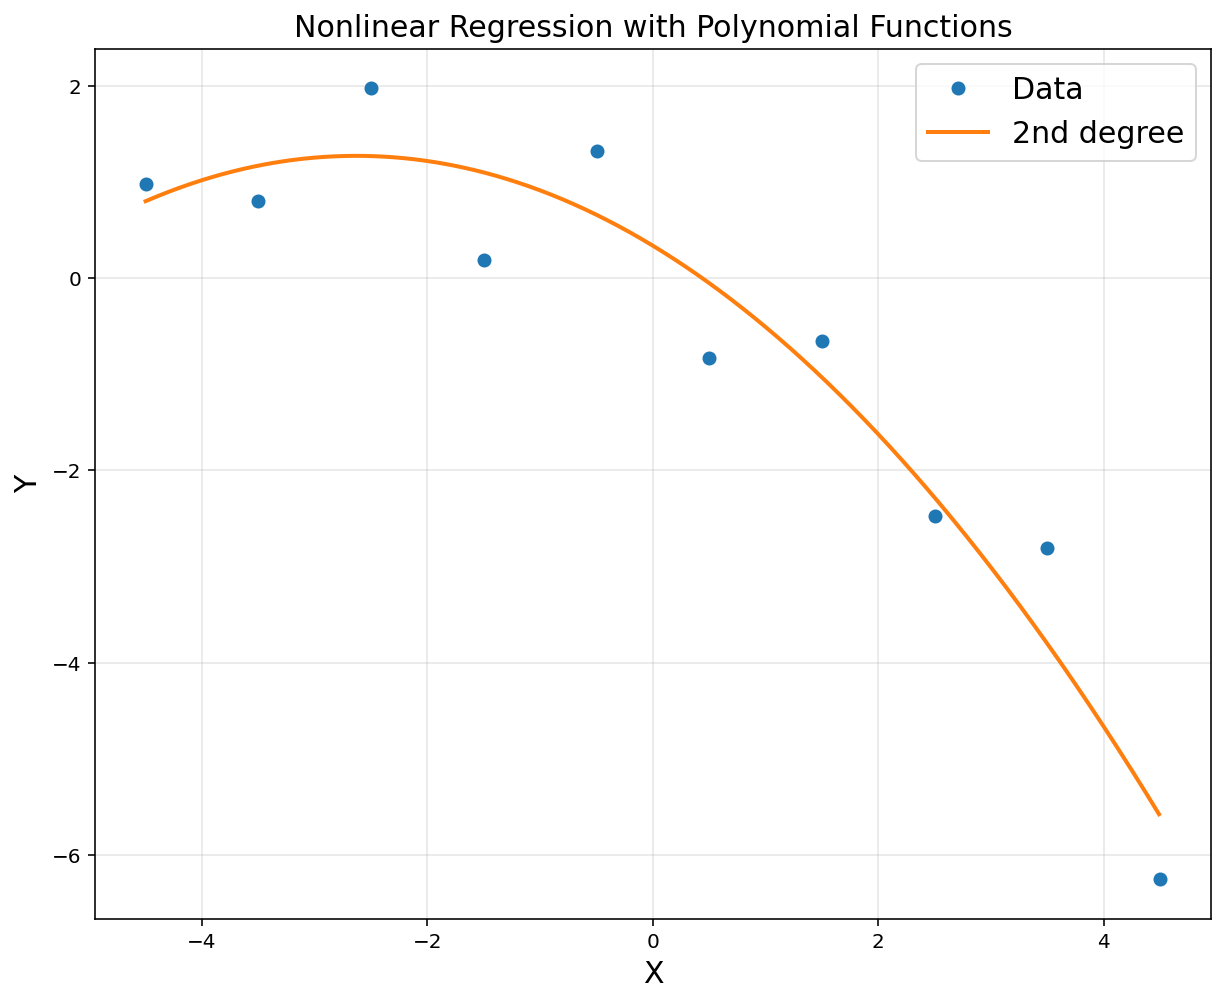 Nonlinear Regression with Polynomial Functions
Data
2nd degree
2
0
−2
−4
−6
Y
−4
−2
0
2
4
X